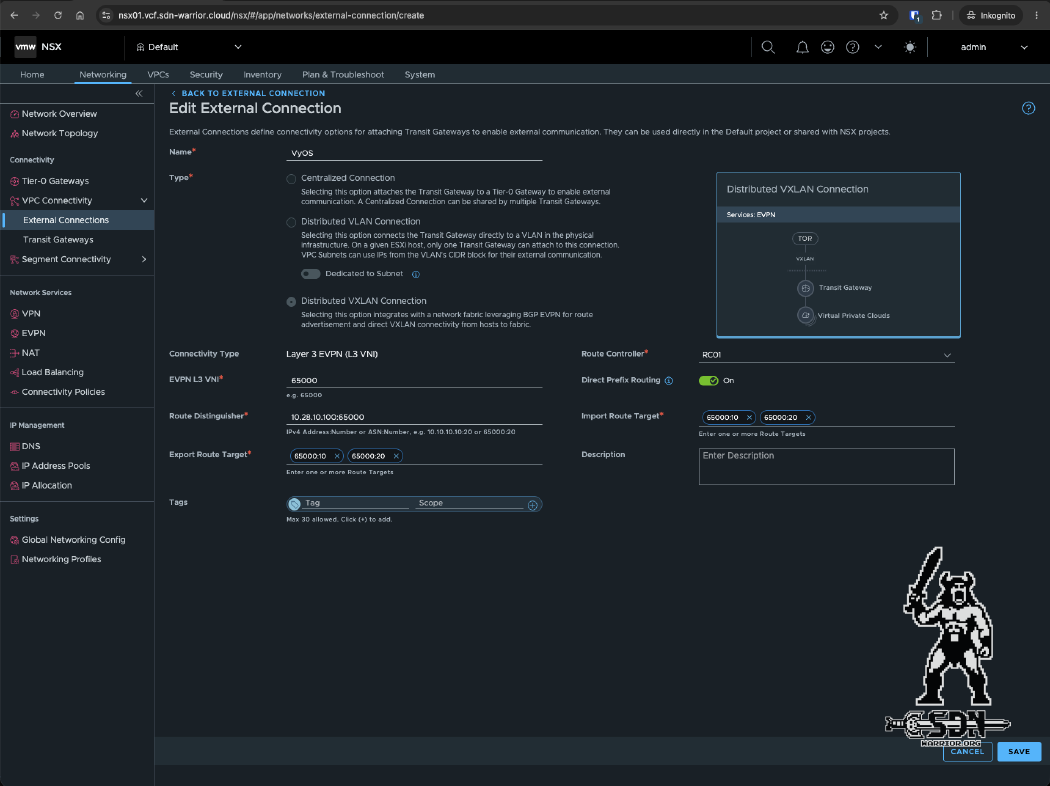 nsx01.vcf.sdn-warrior.cloud/nsx/#/app/networks/external-connection/create
Inkognito
vmw NSX
Default
admin
Home Networking VPCs Security Inventory Plan & Troubleshoot System
Network Overview
Network Topology
Connectivity
Tier-0 Gateways
VPC Connectivity
External Connections
Transit Gateways
Segment Connectivity
Network Services
VPN
EVPN
NAT
Load Balancing
Connectivity Policies
IP Management
DNS
IP Address Pools
IP Allocation
Settings
Global Networking Config
Networking Profiles
BACK TO EXTERNAL CONNECTION
Edit External Connection
External Connections define connectivity options for attaching Transit Gateways to enable external communication. They can be used directly in the Default project or shared with NSX projects.
Name*
VyOS
Type*
Centralized Connection
Selecting this option attaches the Transit Gateway to a Tier-0 Gateway to enable external
communication. A Centralized Connection can be shared by multiple Transit Gateways.
Distributed VLAN Connection
Selecting this option connects the Transit Gateway directly to a VLAN in the physical
infrastructure. On a given ESXi host, only one Transit Gateway can attach to this connection.
VPC Subnets can use IPs from the VLAN's CIDR block for their external communication.
Dedicated to Subnet
Distributed VXLAN Connection
Selecting this option integrates with a network fabric leveraging BGP EVPN for route
advertisement and direct VXLAN connectivity from hosts to fabric.
Distributed VXLAN Connection
Services: EVPN
TOR
VXLAN
Transit Gateway
Virtual Private Clouds
Connectivity Type
Layer 3 EVPN (L3 VNI)
Route Controller*
RC01
EVPN L3 VNI*
65000
e.g. 65000
Direct Prefix Routing
On
Route Distinguisher*
10.28.10.100:65000
IPv4 Address:Number or ASN:Number, e.g. 10.10.10.10:20 or 65000:20
Import Route Target*
65000:10 × 65000:20 ×
Enter one or more Route Targets
Export Route Target*
65000:10 × 65000:20 ×
Enter one or more Route Targets
Description
Enter Description
Tags
Tag
Scope
Max 30 allowed. Click (+) to add.
SDN
WARRIOR.ORG
CANCEL
SAVE